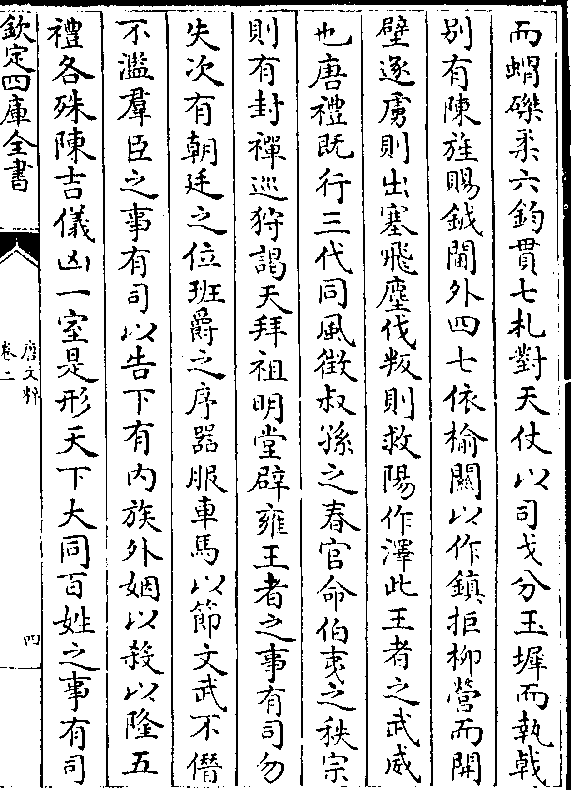 而蝟磔柔六鈞貫七札對天仗以司戈分玉墀而執戟
别有陳旌賜鉞閫外四七依榆關以作鎮拒柳營而開
壁逐虜則出塞飛塵伐叛則救陽作澤此王者之武威
也唐禮既行三代同風徴叔孫之春官命伯夷之秩宗
則有封禪巡狩謁天拜祖明堂辟雍王者之事有司勿
失次有朝廷之位班爵之序器服車馬以節文武不僭
不濫羣臣之事有司以告下有内族外姻以殺以隆五
禮各殊陳吉儀凶一室是形天下大同百姓之事有司
欽定四庫全書
唐文粹
卷二
四